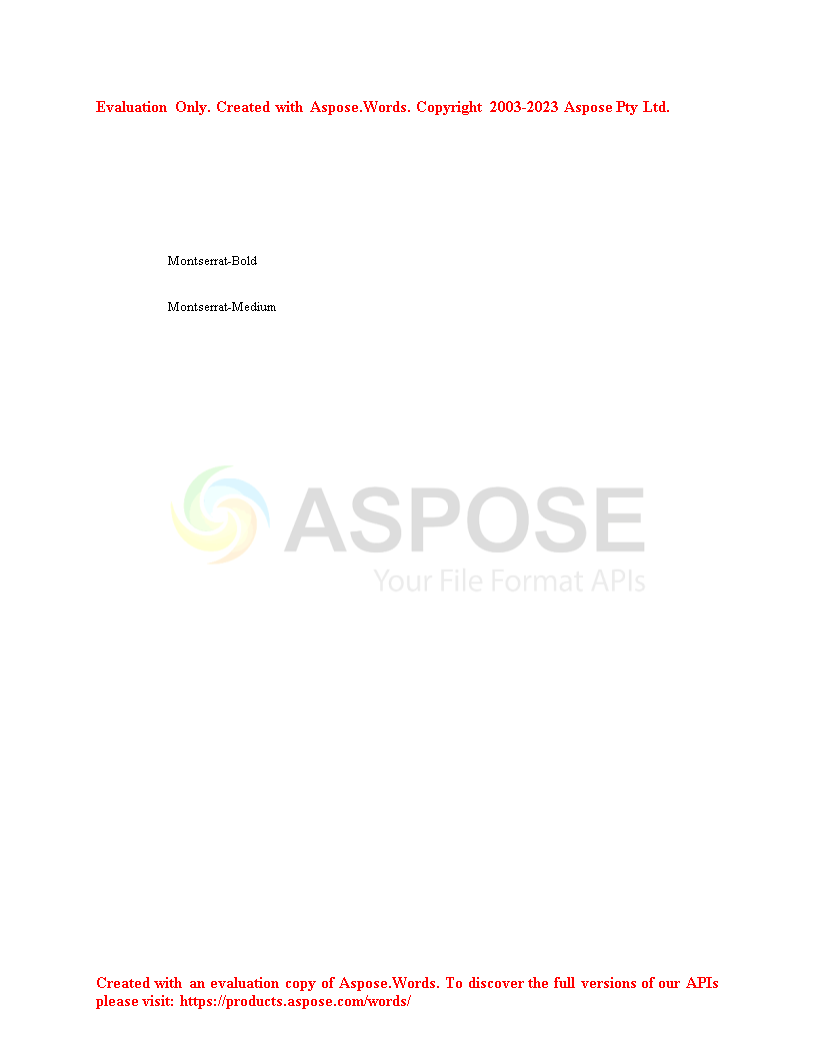 Evaluation Only. Created with Aspose.Words. Copyright 2003-2023 Aspose Pty Ltd.
Montserrat-Bold
Montserrat-Medium
ASPOSE
Your File Format APIs
Created with an evaluation copy of Aspose.Words. To discover the full versions of our APIs
please visit: https://products.aspose.com/words/